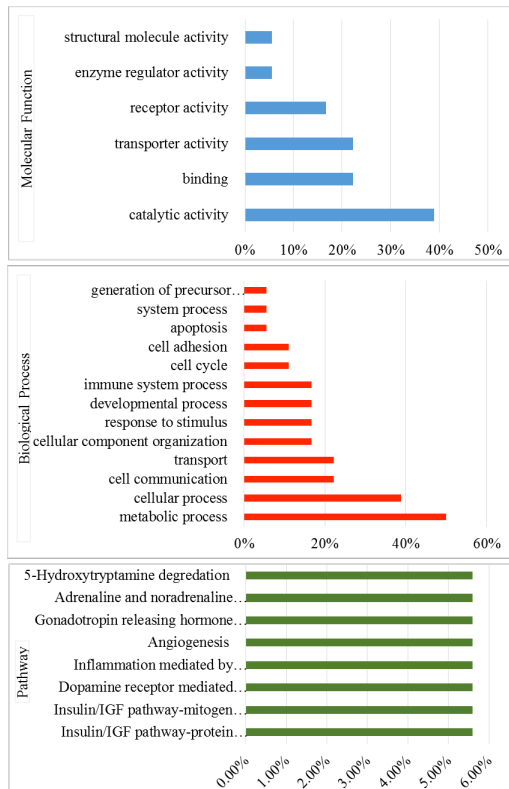 Molecular Function
structural molecule activity
enzyme regulator activity
receptor activity
transporter activity
binding
catalytic activity
0% 10% 20% 30% 40% 50%
Biological Process
generation of precursor…
system process
apoptosis
cell adhesion
cell cycle
immune system process
developmental process
response to stimulus
cellular component organization
transport
cell communication
cellular process
metabolic process
0% 20% 40% 60%
Pathway
5-Hydroxytryptamine degredation
Adrenaline and noradrenaline…
Gonadotropin releasing hormone…
Angiogenesis
Inflammation mediated by…
Dopamine receptor mediated…
Insulin/IGF pathway-mitogen…
Insulin/IGF pathway-protein…
0.00% 1.00% 2.00% 3.00% 4.00% 5.00% 6.00%